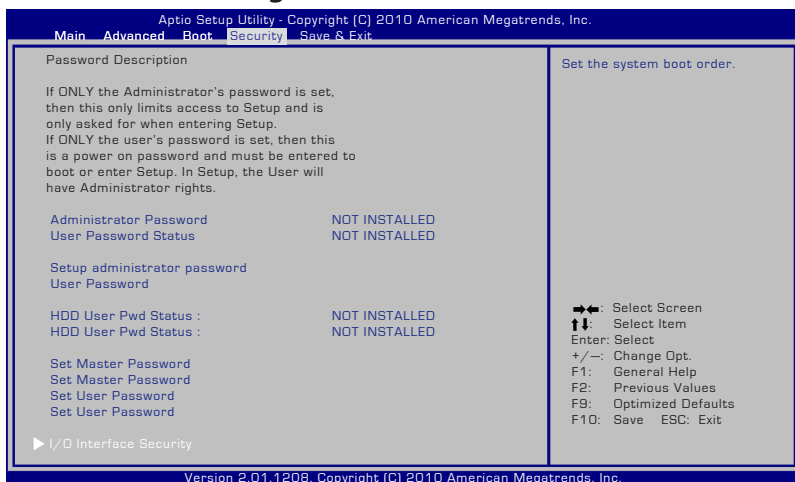 Aptio Setup Utility - Copyright (C) 2010 American Megatrends, Inc.
Main Advanced Boot Security Save & Exit
Password Description
If ONLY the Administrator's password is set,
then this only limits access to Setup and is
only asked for when entering Setup.
If ONLY the user's password is set, then this
is a power on password and must be entered to
boot or enter Setup. In Setup, the User will
have Administrator rights.
Administrator Password NOT INSTALLED
User Password Status NOT INSTALLED
Setup administrator password
User Password
HDD User Pwd Status : NOT INSTALLED
HDD User Pwd Status : NOT INSTALLED
Set Master Password
Set Master Password
Set User Password
Set User Password
I/O Interface Security
Set the system boot order.
→←: Select Screen
↑↓: Select Item
Enter: Select
+/—: Change Opt.
F1: General Help
F2: Previous Values
F9: Optimized Defaults
F10: Save ESC: Exit
Version 2.01.1208. Copyright (C) 2010 American Megatrends, Inc.